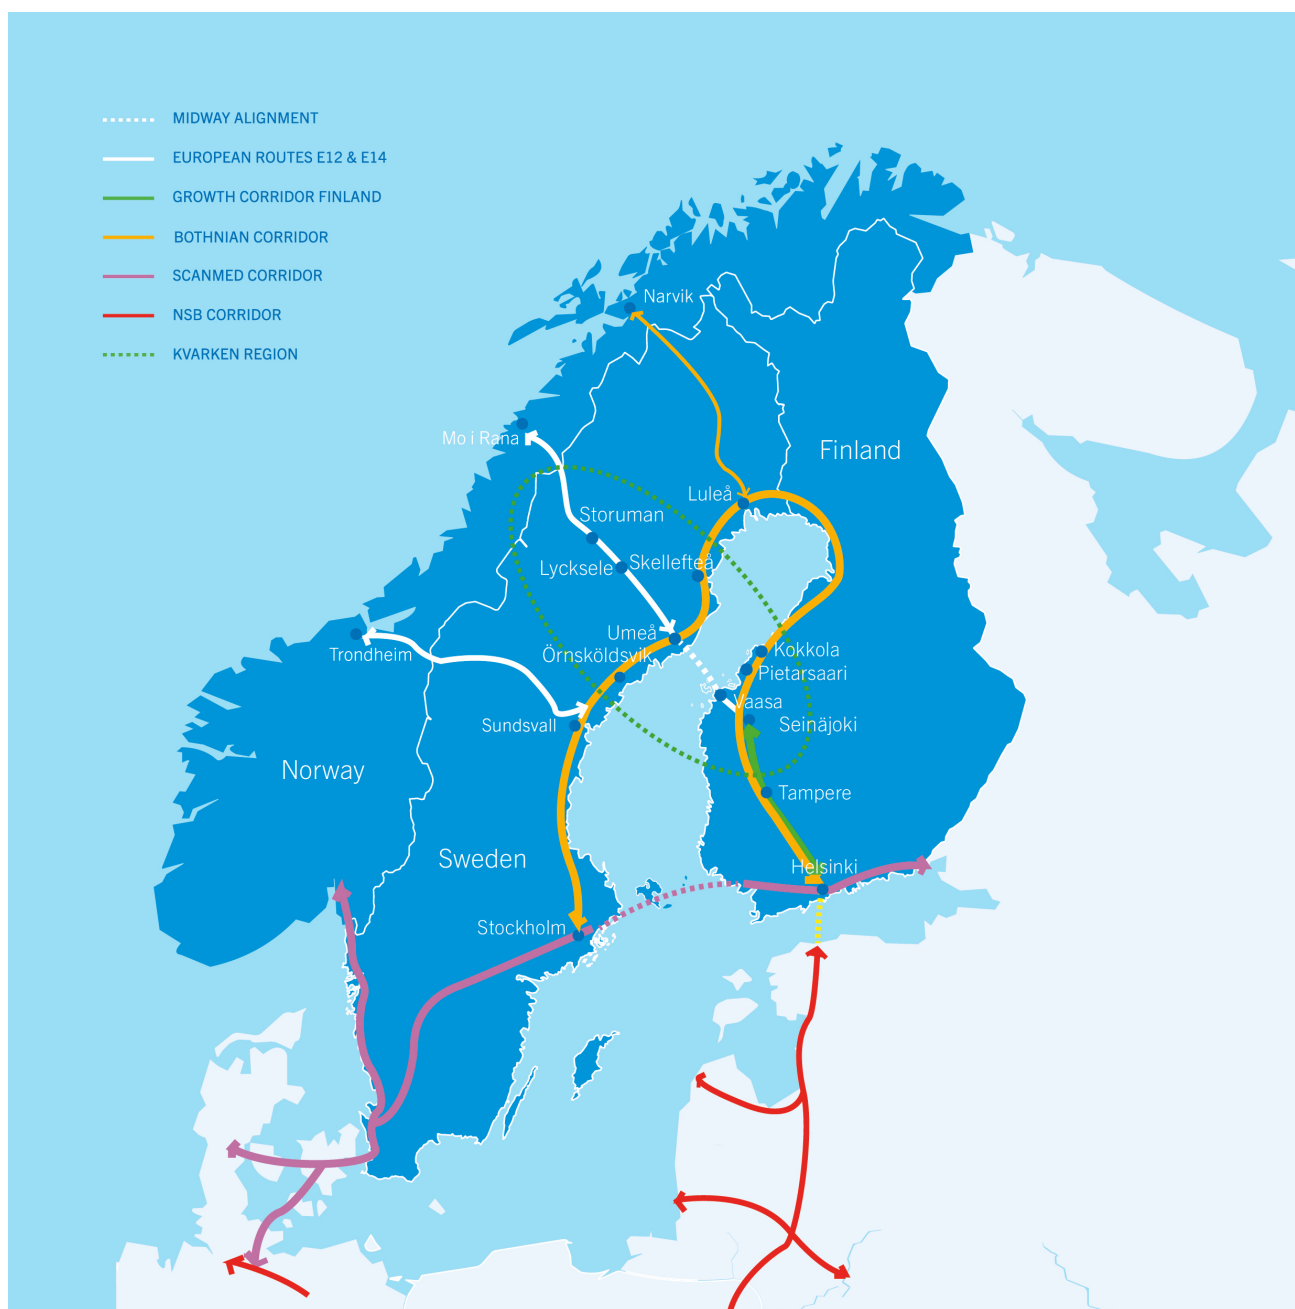 MIDWAY ALIGNMENT
EUROPEAN ROUTES E12 & E14
GROWTH CORRIDOR FINLAND
BOTHNIAN CORRIDOR
SCANMED CORRIDOR
NSB CORRIDOR
KVARKEN REGION
Narvik
Mo i Rana
Finland
Luleå
Storuman
Lycksele
Skellefteå
Umeå
Örnsköldsvik
Trondheim
Kokkola
Pietarsaari
Vaasa
Seinäjoki
Sundsvall
Norway
Tampere
Sweden
Helsinki
Stockholm